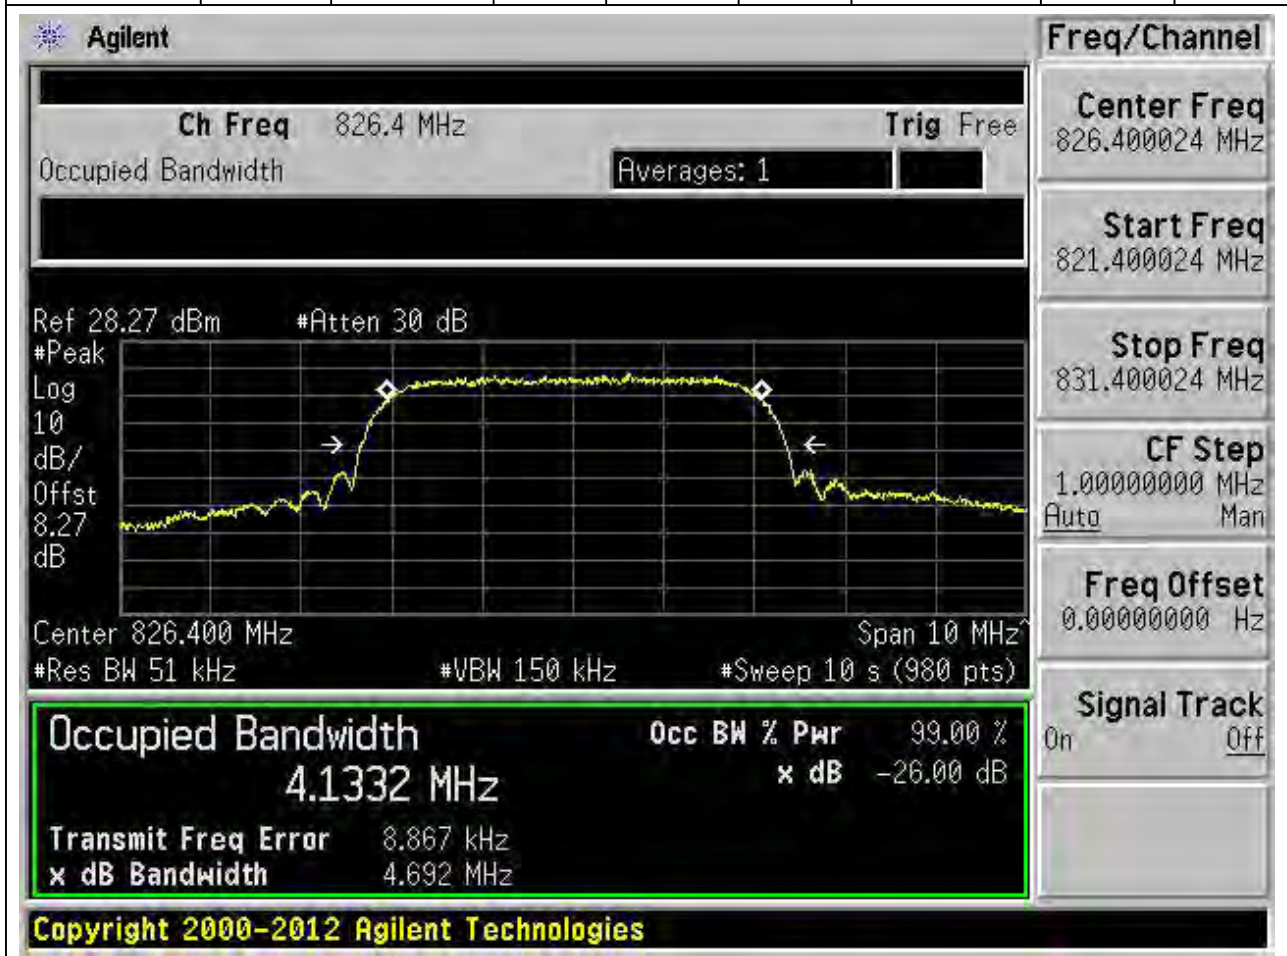 Agilent
Freq/Channel
Ch Freq 826.4 MHz Trig Free
Occupied Bandwidth Averages: 1
Center Freq
826.400024 MHz
Start Freq
821.400024 MHz
Stop Freq
831.400024 MHz
CF Step
1.00000000 MHz
Auto Man
Freq Offset
0.00000000 Hz
Signal Track
On Off
Ref 28.27 dBm #Atten 30 dB
#Peak
Log
10
dB/
Offst
8.27
dB
Center 826.400 MHz Span 10 MHz^
#Res BW 51 kHz #VBW 150 kHz #Sweep 10 s (980 pts)
Occupied Bandwidth Occ BW % Pwr 99.00 %
4.1332 MHz x dB -26.00 dB
Transmit Freq Error 8.867 kHz
x dB Bandwidth 4.692 MHz
Copyright 2000-2012 Agilent Technologies